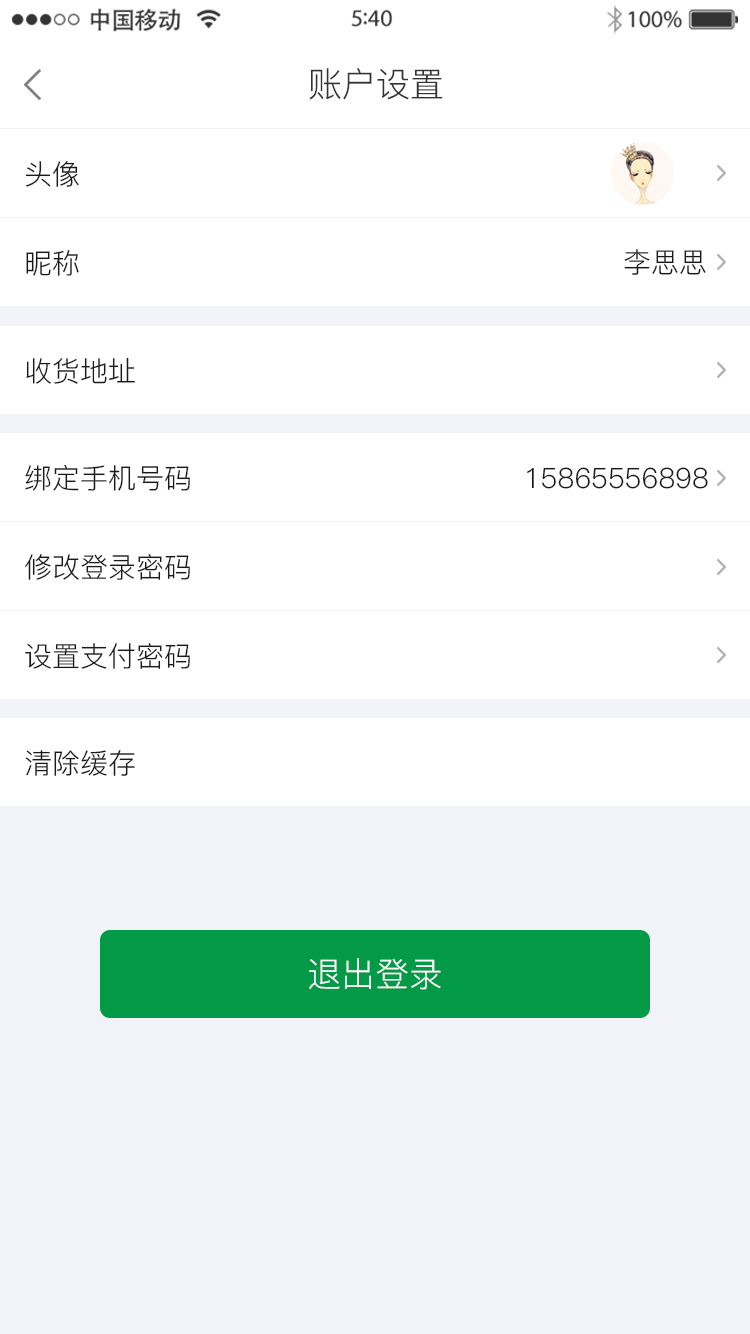 中国移动 5:40 100%
账户设置
头像
昵称 李思思
收货地址
绑定手机号码 15865556898
修改登录密码
设置支付密码
清除缓存
退出登录